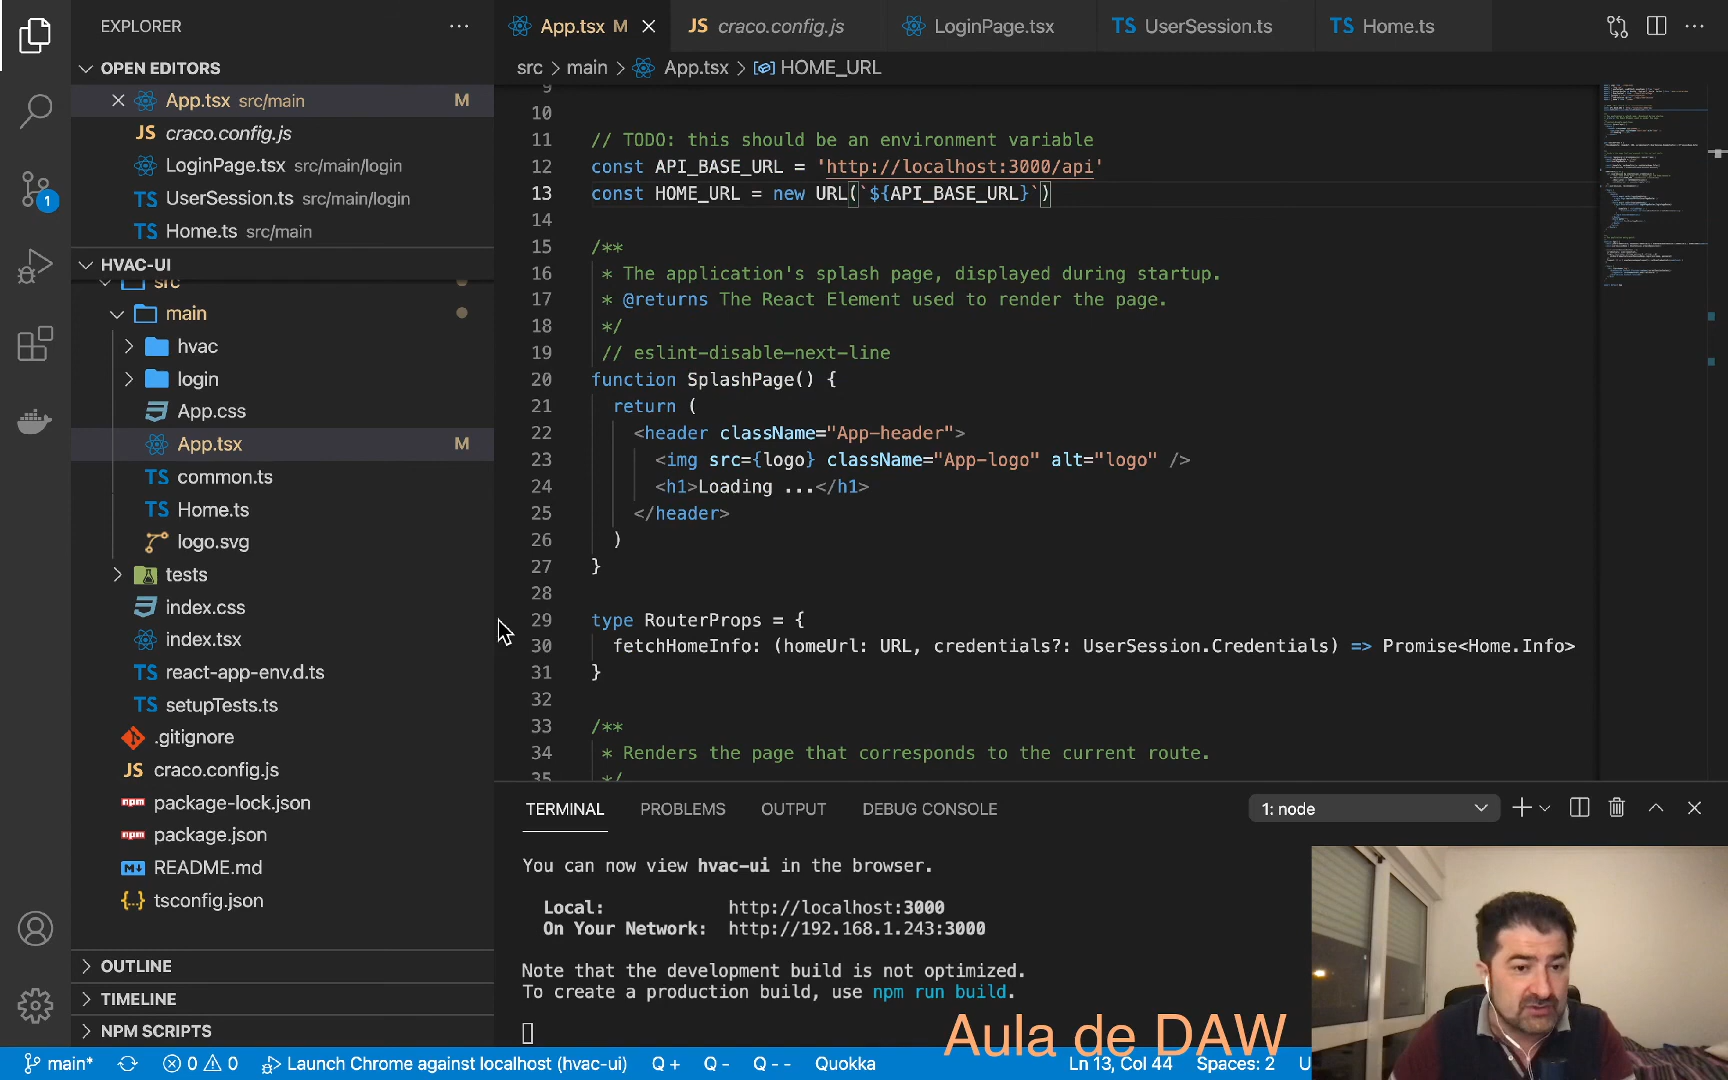 EXPLORER
OPEN EDITORS
App.tsx src/main M
craco.config.js
LoginPage.tsx src/main/login
UserSession.ts src/main/login
Home.ts src/main
HVAC-UI
src
main
hvac
login
App.css
App.tsx M
common.ts
Home.ts
logo.svg
tests
index.css
index.tsx
react-app-env.d.ts
setupTests.ts
.gitignore
craco.config.js
package-lock.json
package.json
README.md
tsconfig.json
OUTLINE
TIMELINE
NPM SCRIPTS
App.tsx M craco.config.js LoginPage.tsx UserSession.ts Home.ts
src > main > App.tsx > HOME_URL
9
10
11 // TODO: this should be an environment variable
12 const API_BASE_URL = 'http://localhost:3000/api'
13 const HOME_URL = new URL(`${API_BASE_URL}`)
14
15 /**
16 * The application's splash page, displayed during startup.
17 * @returns The React Element used to render the page.
18 */
19 // eslint-disable-next-line
20 function SplashPage() {
21 return (
22 <header className="App-header">
23 <img src={logo} className="App-logo" alt="logo" />
24 <h1>Loading ...</h1>
25 </header>
26 )
27 }
28
29 type RouterProps = {
30 fetchHomeInfo: (homeUrl: URL, credentials?: UserSession.Credentials) => Promise<Home.Info>
31 }
32
33 /**
34 * Renders the page that corresponds to the current route.
35 */
TERMINAL PROBLEMS OUTPUT DEBUG CONSOLE 1: node
You can now view hvac-ui in the browser.
Local: http://localhost:3000
On Your Network: http://192.168.1.243:3000
Note that the development build is not optimized.
To create a production build, use npm run build.
Aula de DAW
main* 0 0 Launch Chrome against localhost (hvac-ui) Q + Q - Q - - Quokka Ln 13, Col 44 Spaces: 2